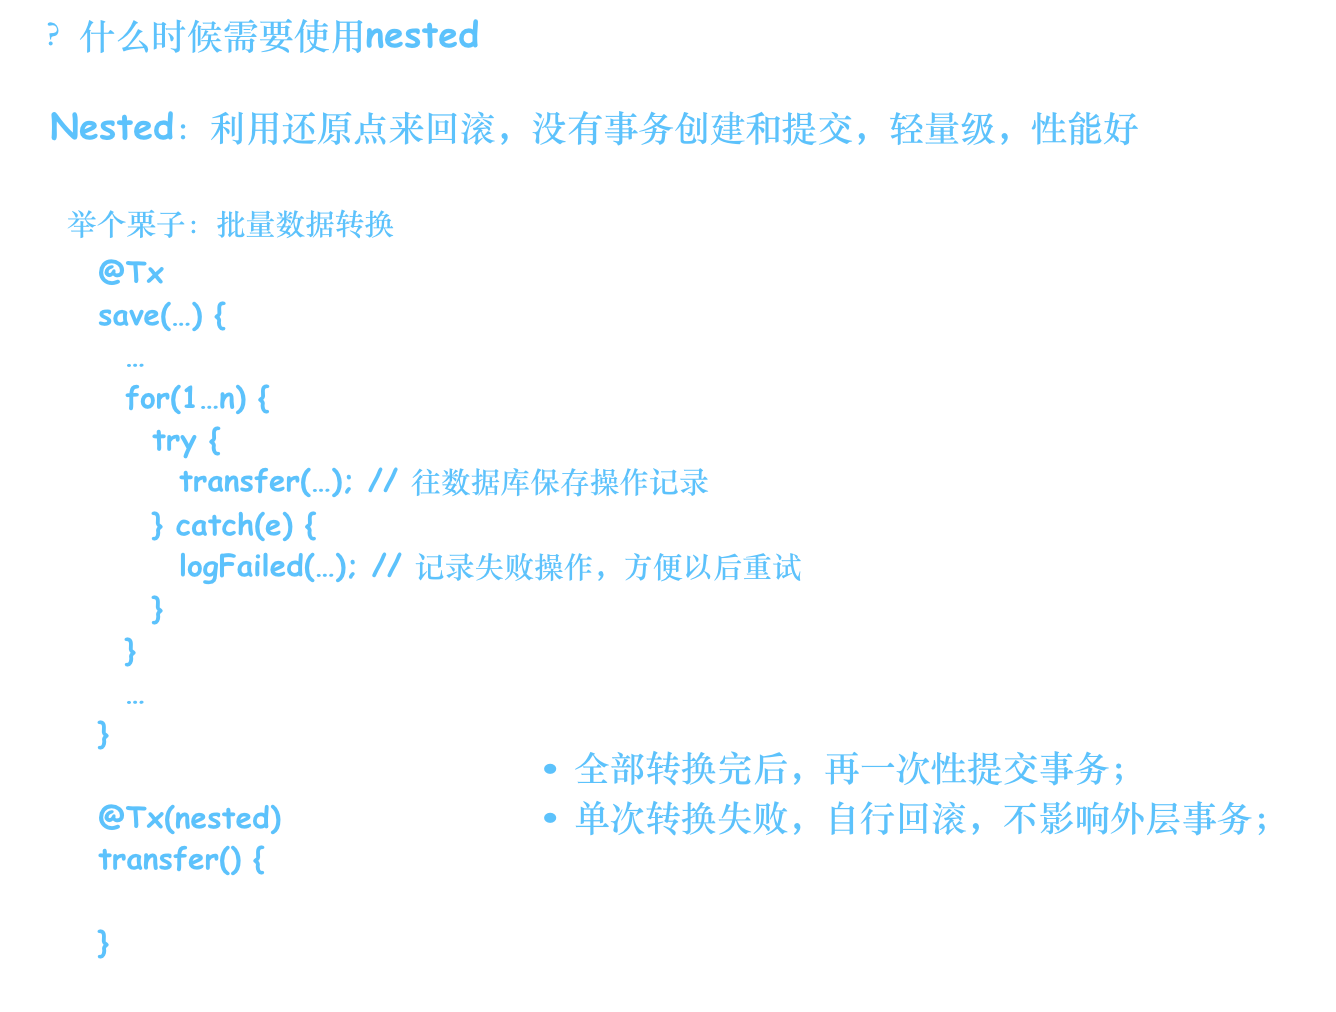 ? 什么时候需要使用nested
Nested：利用还原点来回滚，没有事务创建和提交，轻量级，性能好
举个栗子：批量数据转换
@Tx
save(…) {
…
for(1…n) {
try {
transfer(…); // 往数据库保存操作记录
} catch(e) {
logFailed(…); // 记录失败操作，方便以后重试
}
}
…
}
• 全部转换完后，再一次性提交事务；
• 单次转换失败，自行回滚，不影响外层事务；
@Tx(nested)
transfer() {
}